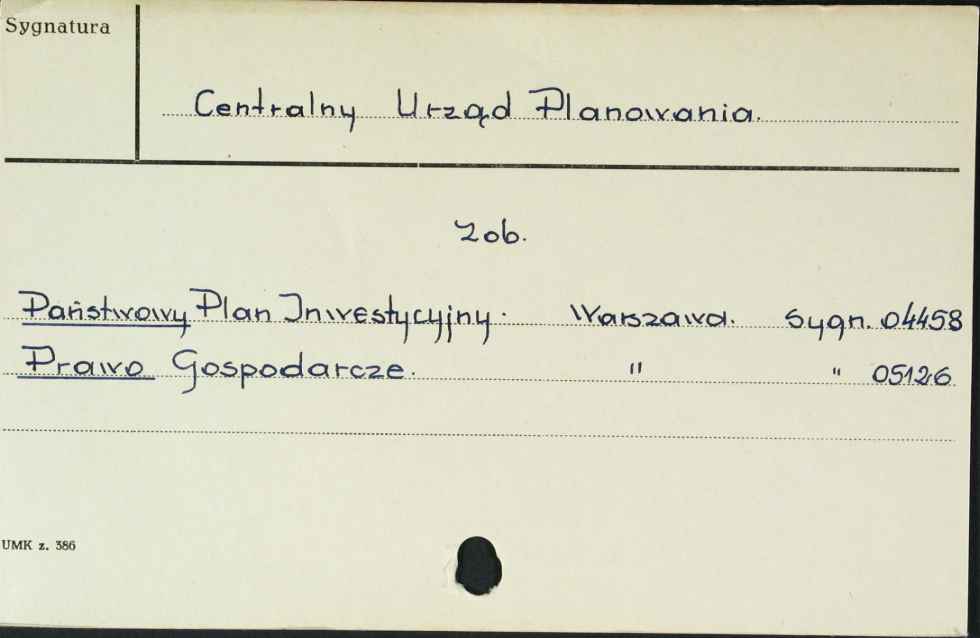 Sygnatura
Centralny Urząd Planowania.
Zob.
Państwowy Plan Inwestycyjny. Warszawa. Sygn. 04458
Prawo Gospodarcze. " " 05126
UMK z. 386